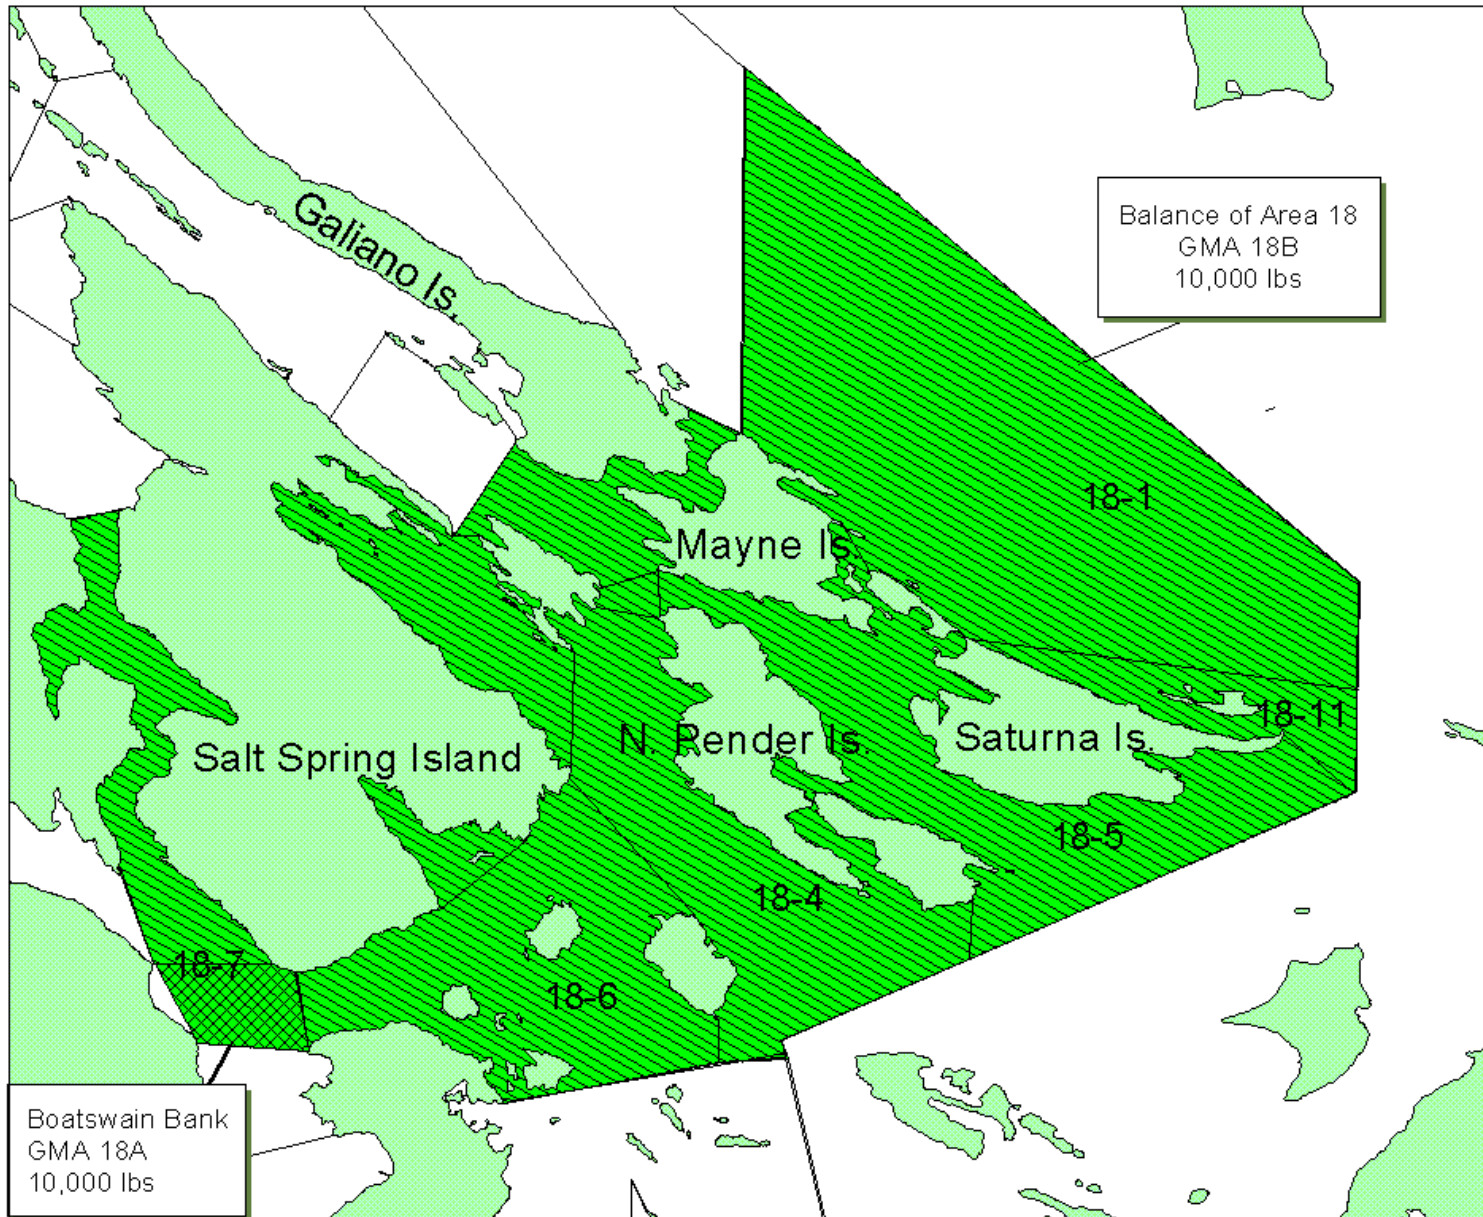 Galiano Is.
Balance of Area 18
GMA 18B
10,000 lbs
18-1
Mayne Is.
18-11
N. Pender Is.
Saturna Is.
Salt Spring Island
18-5
18-4
18-7
18-6
Boatswain Bank
GMA 18A
10,000 lbs